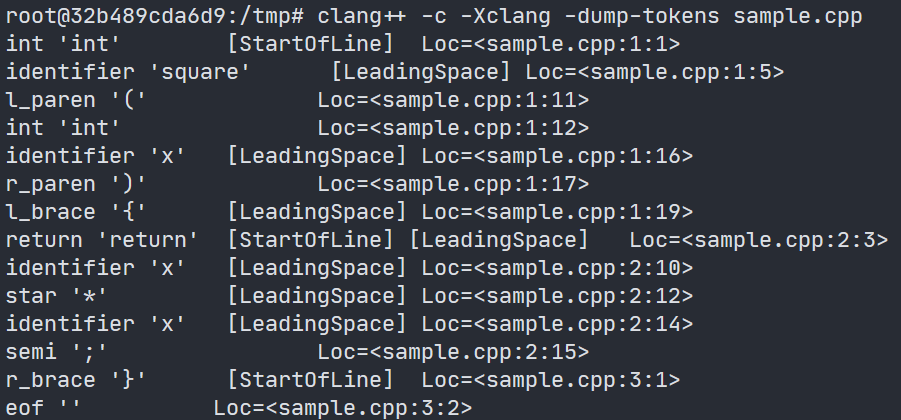 root@32b489cda6d9:/tmp# clang++ -c -Xclang -dump-tokens sample.cpp
int 'int'        [StartOfLine]  Loc=<sample.cpp:1:1>
identifier 'square'      [LeadingSpace] Loc=<sample.cpp:1:5>
l_paren '('             Loc=<sample.cpp:1:11>
int 'int'               Loc=<sample.cpp:1:12>
identifier 'x'   [LeadingSpace] Loc=<sample.cpp:1:16>
r_paren ')'             Loc=<sample.cpp:1:17>
l_brace '{'      [LeadingSpace] Loc=<sample.cpp:1:19>
return 'return'  [StartOfLine] [LeadingSpace]   Loc=<sample.cpp:2:3>
identifier 'x'   [LeadingSpace] Loc=<sample.cpp:2:10>
star '*'         [LeadingSpace] Loc=<sample.cpp:2:12>
identifier 'x'   [LeadingSpace] Loc=<sample.cpp:2:14>
semi ';'                Loc=<sample.cpp:2:15>
r_brace '}'      [StartOfLine]  Loc=<sample.cpp:3:1>
eof ''          Loc=<sample.cpp:3:2>